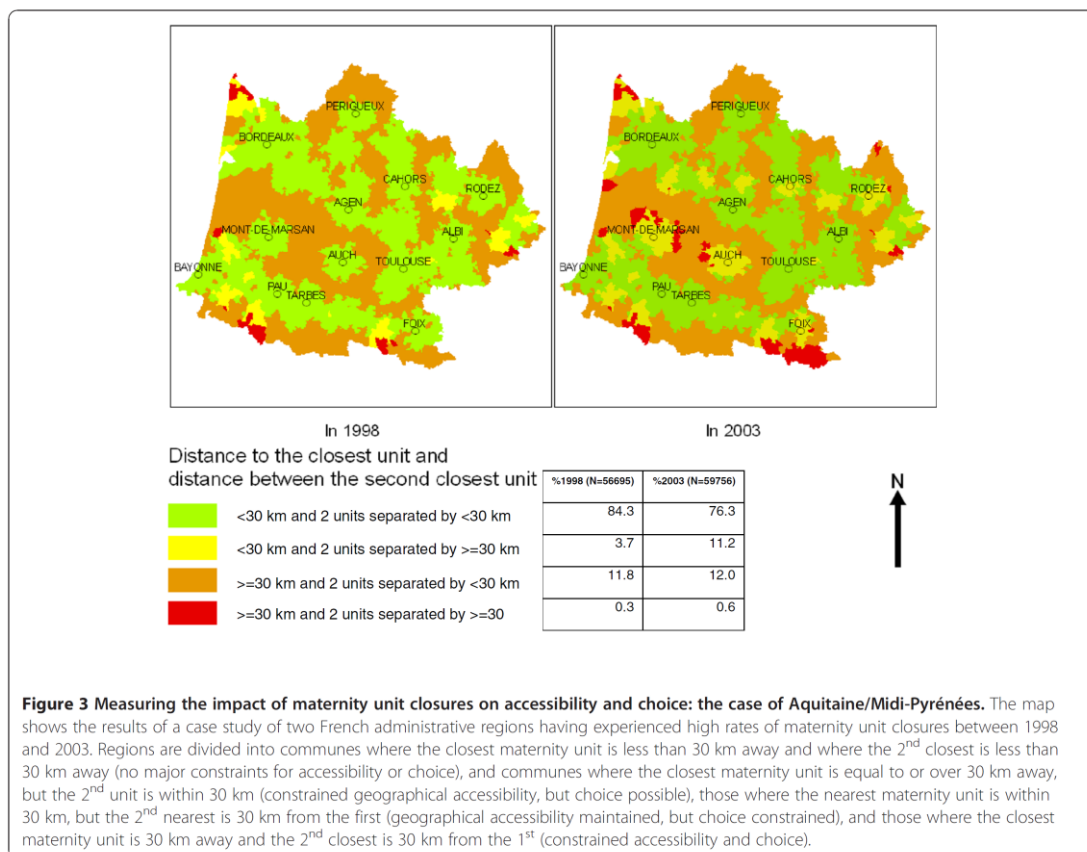 PERIGUEUX
BORDEAUX
CAHORS
RODEZ
AGEN
MONT-DE-MARSAN
ALBI
AUCH
TOULOUSE
BAYONNE
PAU
TARBES
FOIX
PERIGUEUX
BORDEAUX
CAHORS
RODEZ
AGEN
MONT-DE-MARSAN
ALBI
AUCH
TOULOUSE
BAYONNE
PAU
TARBES
FOIX
In 1998
In 2003
Distance to the closest unit and
distance between the second closest unit
%1998 (N=56695) %2003 (N=59756)
<30 km and 2 units separated by <30 km 84.3 76.3
<30 km and 2 units separated by >=30 km 3.7 11.2
>=30 km and 2 units separated by <30 km 11.8 12.0
>=30 km and 2 units separated by >=30 0.3 0.6
N
Figure 3 Measuring the impact of maternity unit closures on accessibility and choice: the case of Aquitaine/Midi-Pyrénées. The map
shows the results of a case study of two French administrative regions having experienced high rates of maternity unit closures between 1998
and 2003. Regions are divided into communes where the closest maternity unit is less than 30 km away and where the 2nd closest is less than
30 km away (no major constraints for accessibility or choice), and communes where the closest maternity unit is equal to or over 30 km away,
but the 2nd unit is within 30 km (constrained geographical accessibility, but choice possible), those where the nearest maternity unit is within
30 km, but the 2nd nearest is 30 km from the first (geographical accessibility maintained, but choice constrained), and those where the closest
maternity unit is 30 km away and the 2nd closest is 30 km from the 1st (constrained accessibility and choice).